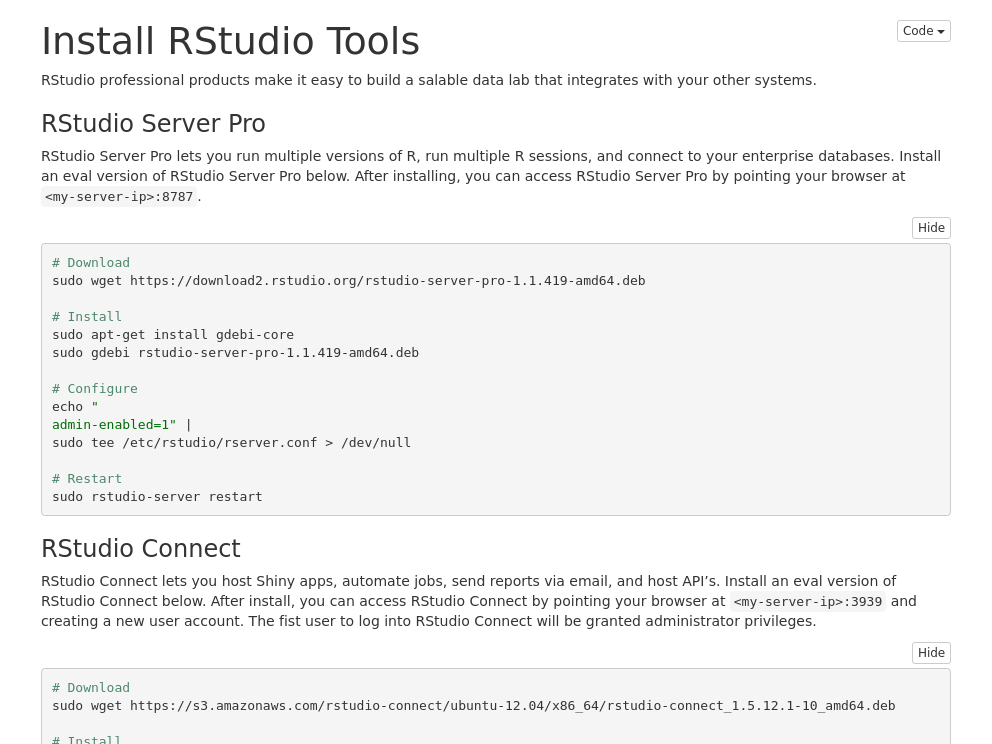 Install RStudio Tools
Code
RStudio professional products make it easy to build a salable data lab that integrates with your other systems.
RStudio Server Pro
RStudio Server Pro lets you run multiple versions of R, run multiple R sessions, and connect to your enterprise databases. Install
an eval version of RStudio Server Pro below. After installing, you can access RStudio Server Pro by pointing your browser at
<my-server-ip>:8787 .
Hide
# Download
sudo wget https://download2.rstudio.org/rstudio-server-pro-1.1.419-amd64.deb
# Install
sudo apt-get install gdebi-core
sudo gdebi rstudio-server-pro-1.1.419-amd64.deb
# Configure
echo "
admin-enabled=1" |
sudo tee /etc/rstudio/rserver.conf > /dev/null
# Restart
sudo rstudio-server restart
RStudio Connect
RStudio Connect lets you host Shiny apps, automate jobs, send reports via email, and host API’s. Install an eval version of
RStudio Connect below. After install, you can access RStudio Connect by pointing your browser at <my-server-ip>:3939 and
creating a new user account. The fist user to log into RStudio Connect will be granted administrator privileges.
Hide
# Download
sudo wget https://s3.amazonaws.com/rstudio-connect/ubuntu-12.04/x86_64/rstudio-connect_1.5.12.1-10_amd64.deb
# Install